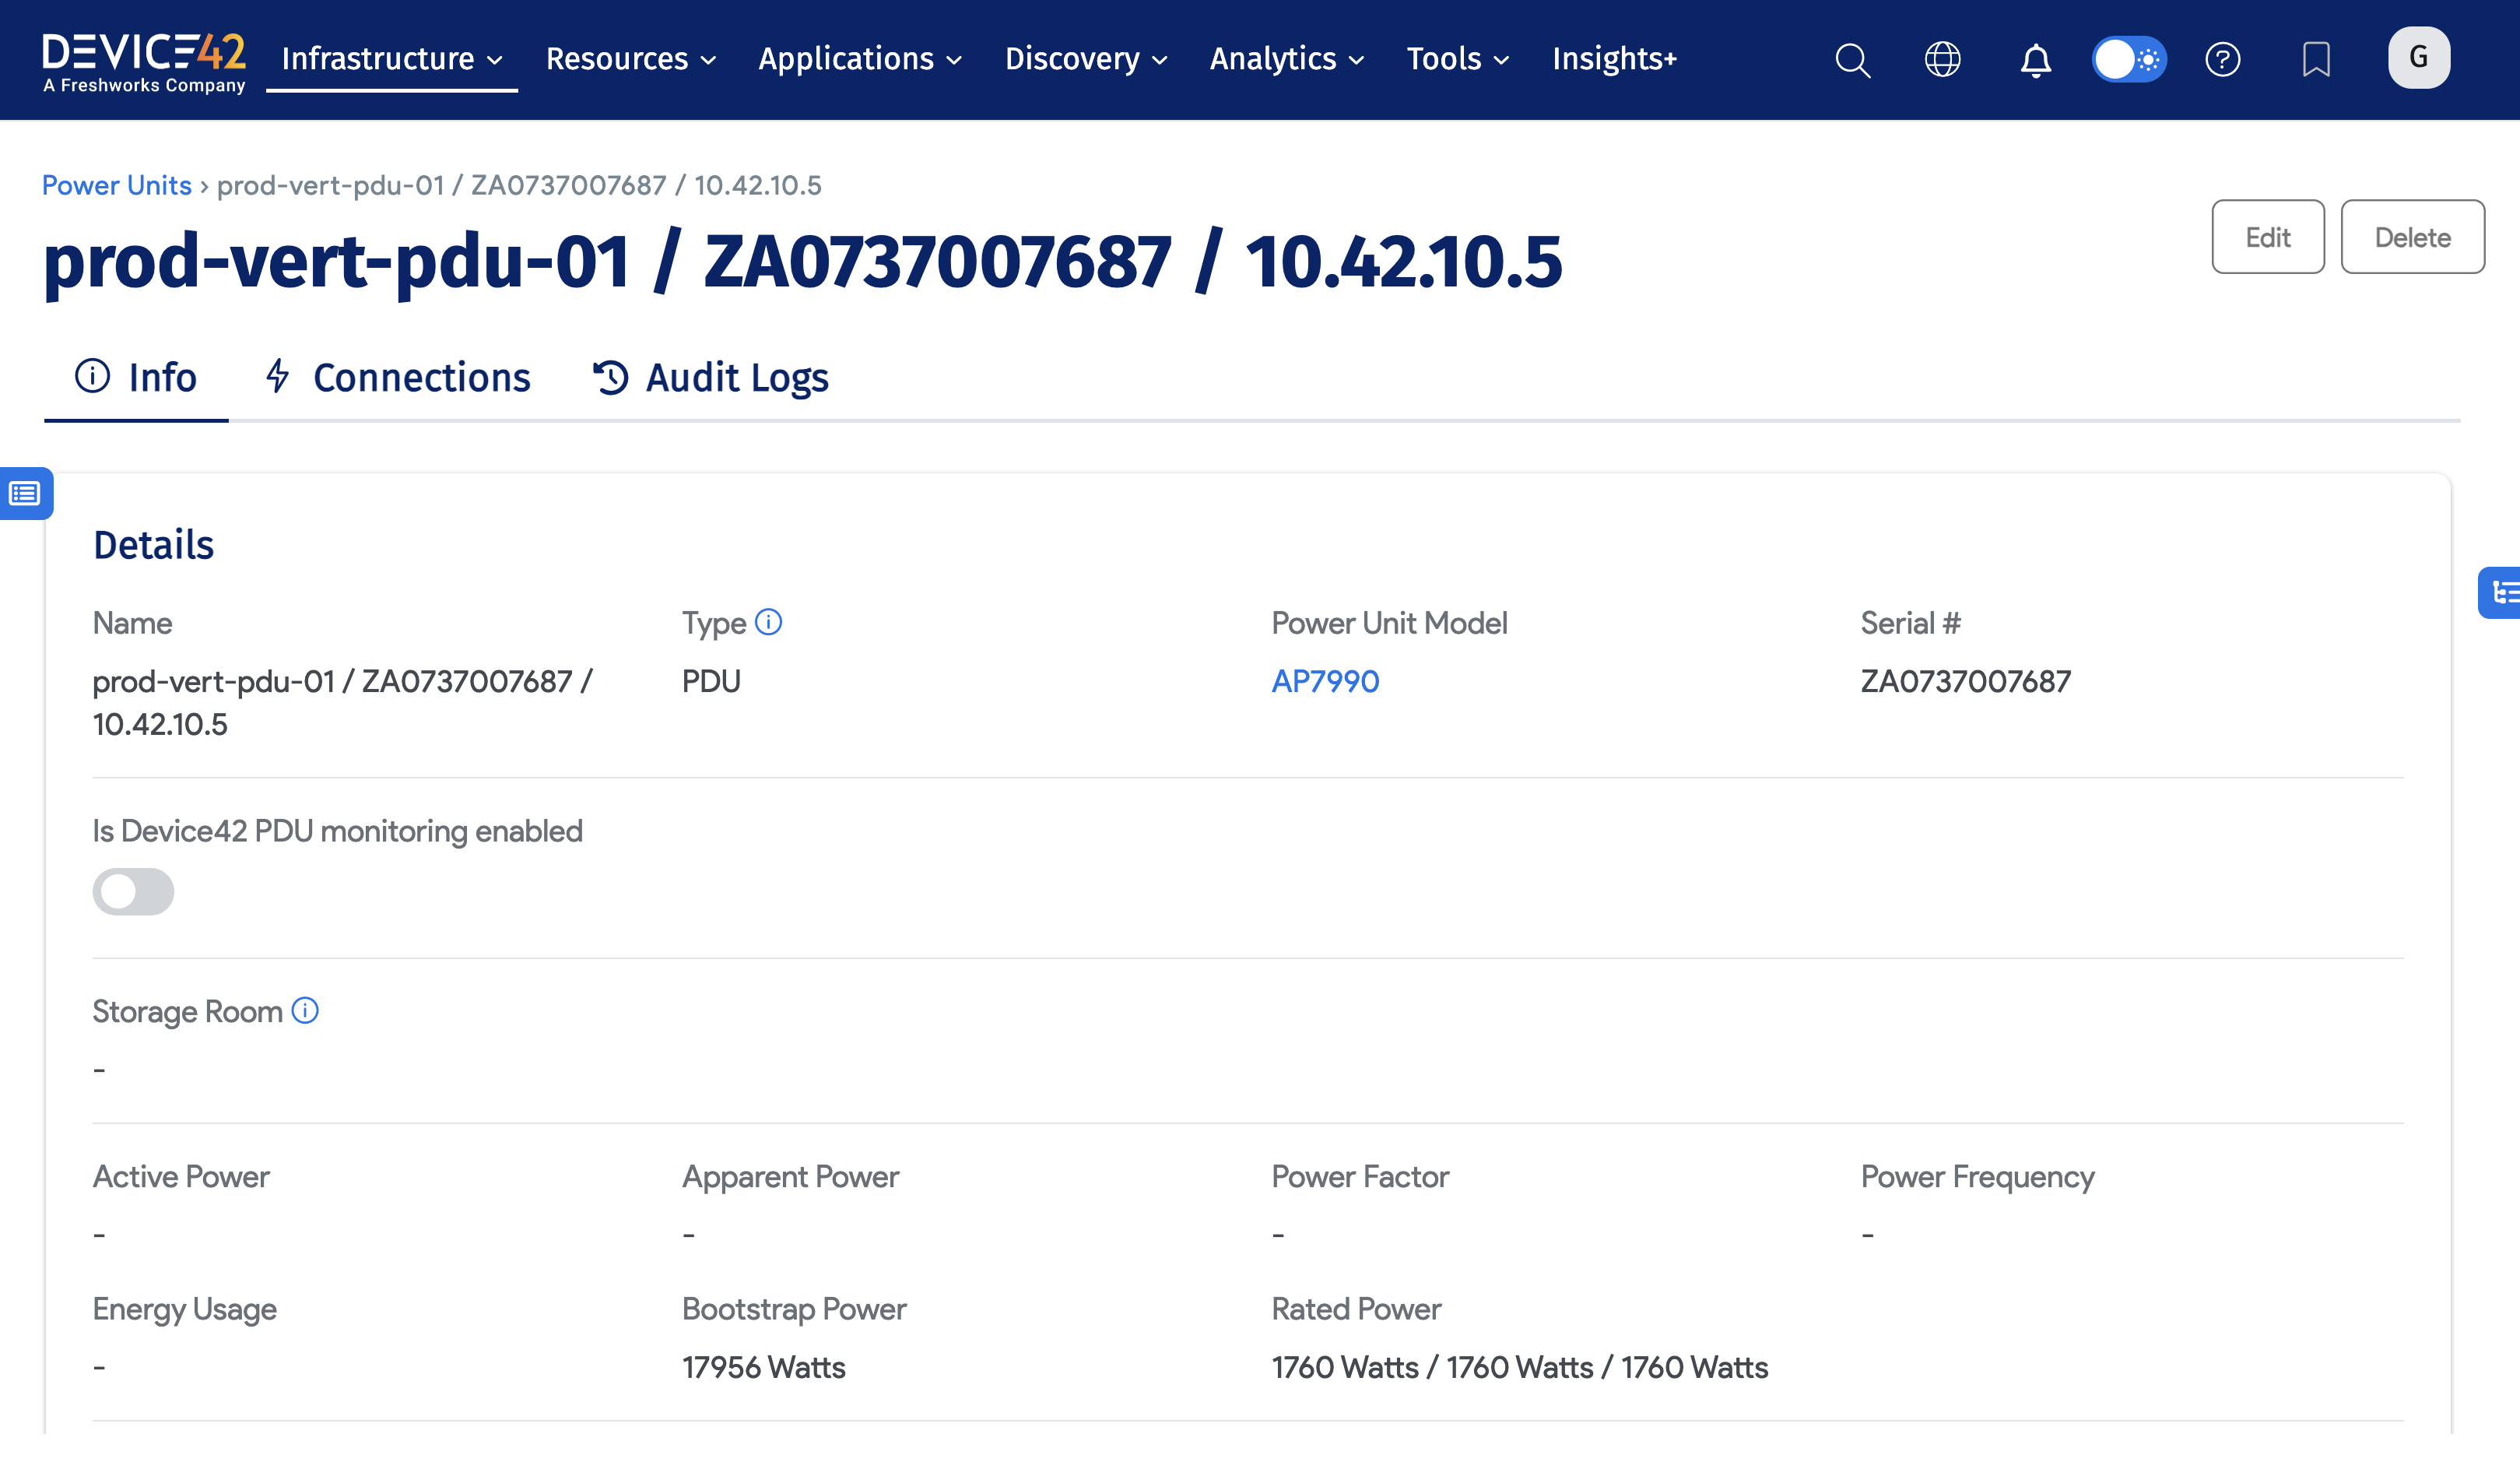 DEVICE42
A Freshworks Company
Infrastructure Resources Applications Discovery Analytics Tools Insights+
G
Power Units › prod-vert-pdu-01 / ZA0737007687 / 10.42.10.5
prod-vert-pdu-01 / ZA0737007687 / 10.42.10.5
Edit Delete
Info Connections Audit Logs
Details
Name Type Power Unit Model Serial #
prod-vert-pdu-01 / ZA0737007687 / PDU AP7990 ZA0737007687
10.42.10.5
Is Device42 PDU monitoring enabled
Storage Room
-
Active Power Apparent Power Power Factor Power Frequency
- - - -
Energy Usage Bootstrap Power Rated Power
- 17956 Watts 1760 Watts / 1760 Watts / 1760 Watts